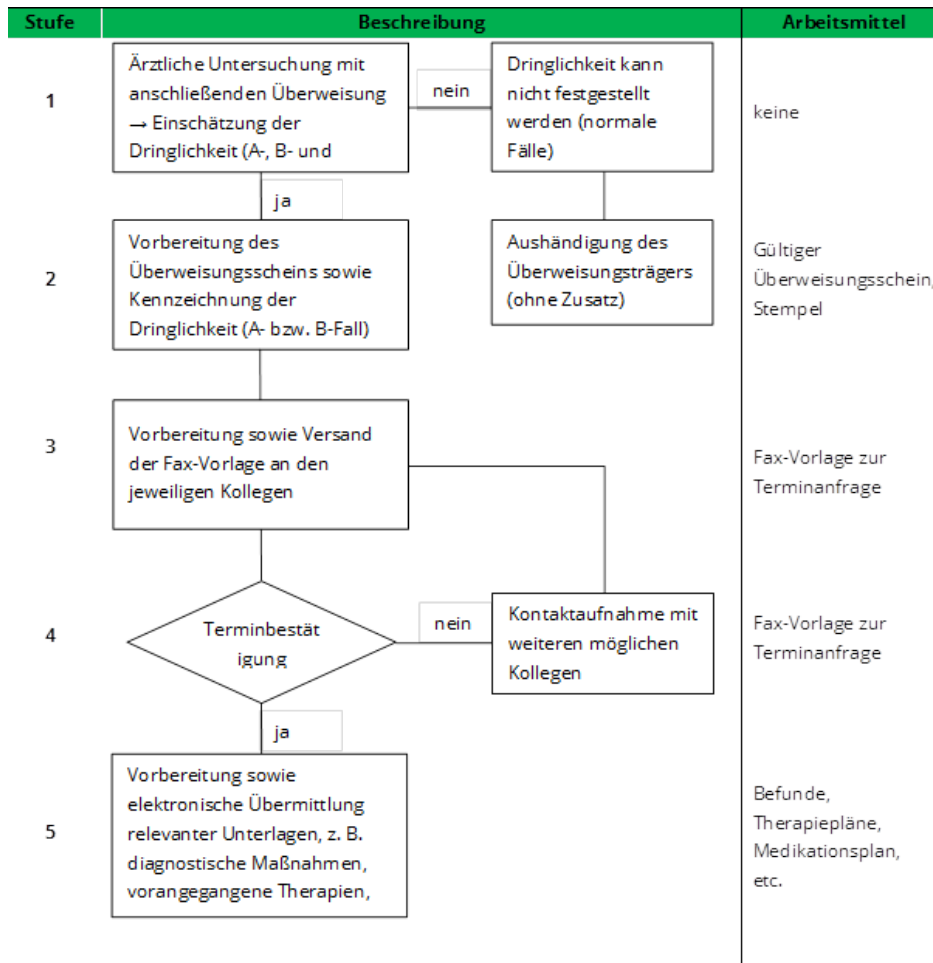 Stufe Beschreibung Arbeitsmittel
1
Ärztliche Untersuchung mit
anschließenden Überweisung
→ Einschätzung der
Dringlichkeit (A-, B- und
nein
Dringlichkeit kann
nicht festgestellt
werden (normale
Fälle)
keine
ja
2
Vorbereitung des
Überweisungsscheins sowie
Kennzeichnung der
Dringlichkeit (A- bzw. B-Fall)
Aushändigung des
Überweisungsträgers
(ohne Zusatz)
Gültiger
Überweisungsschein,
Stempel
3
Vorbereitung sowie Versand
der Fax-Vorlage an den
jeweiligen Kollegen
Fax-Vorlage zur
Terminanfrage
4
Terminbestät
igung
nein
Kontaktaufnahme mit
weiteren möglichen
Kollegen
Fax-Vorlage zur
Terminanfrage
ja
5
Vorbereitung sowie
elektronische Übermittlung
relevanter Unterlagen, z. B.
diagnostische Maßnahmen,
vorangegangene Therapien,
Befunde,
Therapiepläne,
Medikationsplan,
etc.